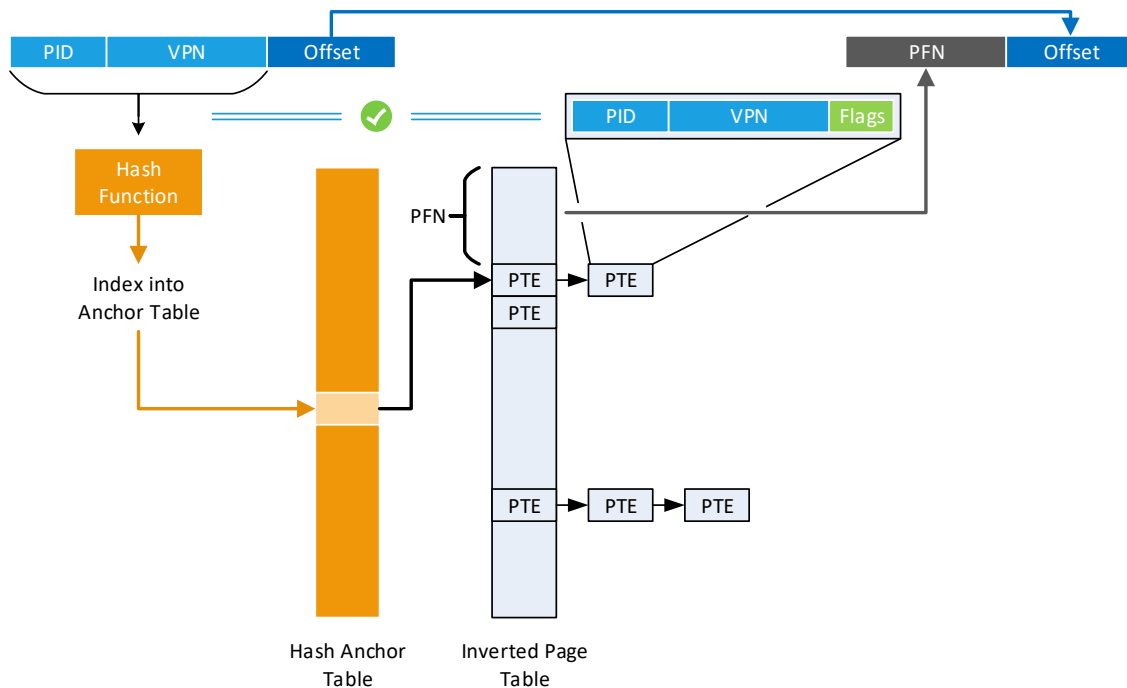 PID VPN Offset
PFN Offset
PID VPN Flags
Hash
Function
PFN
Index into
Anchor Table
PTE PTE
PTE
PTE PTE PTE
Hash Anchor
Table
Inverted Page
Table